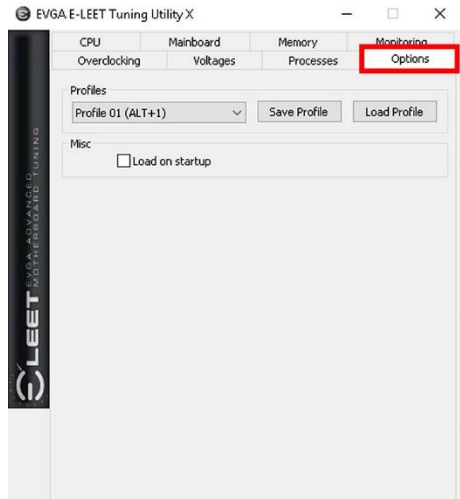 EVGA E-LEET Tuning Utility X
CPU Mainboard Memory Monitoring
Overclocking Voltages Processes Options
Profiles
Profile 01 (ALT+1) Save Profile Load Profile
Misc
Load on startup
E-LEET EVGA ADVANCED
MOTHERBOARD TUNING